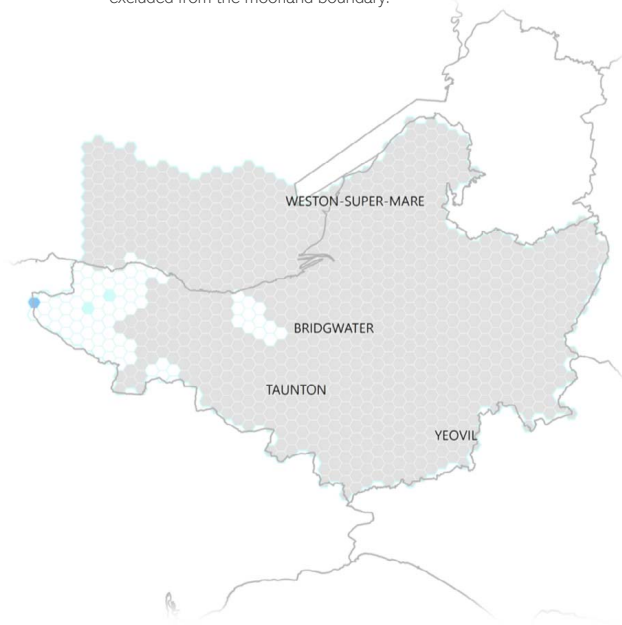 excluded from the moorland boundary.
WESTON-SUPER-MARE
BRIDGWATER
TAUNTON
YEOVIL